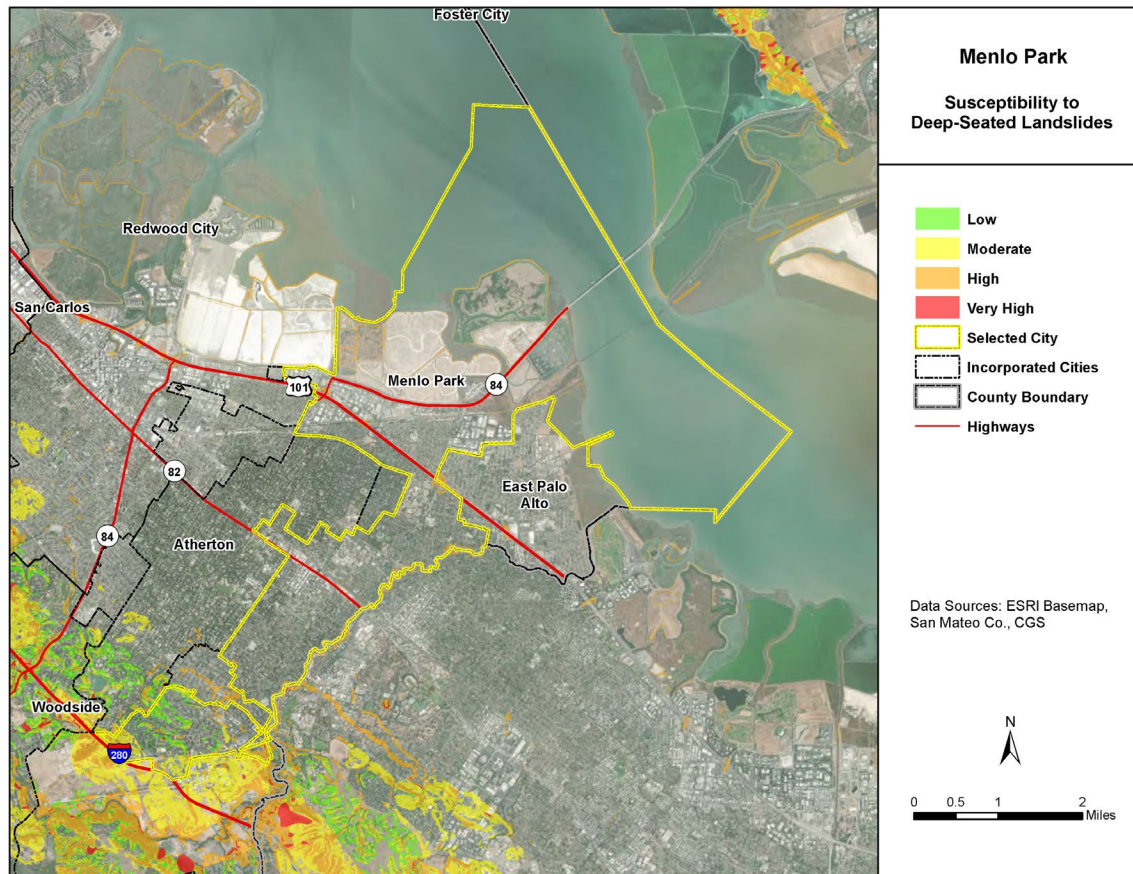 Foster City
Redwood City
San Carlos
101
Menlo Park
84
82
East Palo
Alto
84
Atherton
Woodside
280
Menlo Park
Susceptibility to
Deep-Seated Landslides
Low
Moderate
High
Very High
Selected City
Incorporated Cities
County Boundary
Highways
Data Sources: ESRI Basemap,
San Mateo Co., CGS
N
0 0.5 1 2
Miles